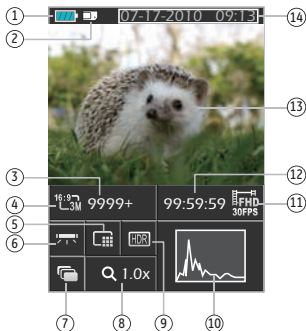 ① ② 07-17-2010 09:13 ⑭
⑬
③ ⑫
④ 16:9 3M 9999+ 99:59:59 FHD 30FPS ⑪
⑤
⑥ HDR
1.0x
⑦ ⑧ ⑨ ⑩